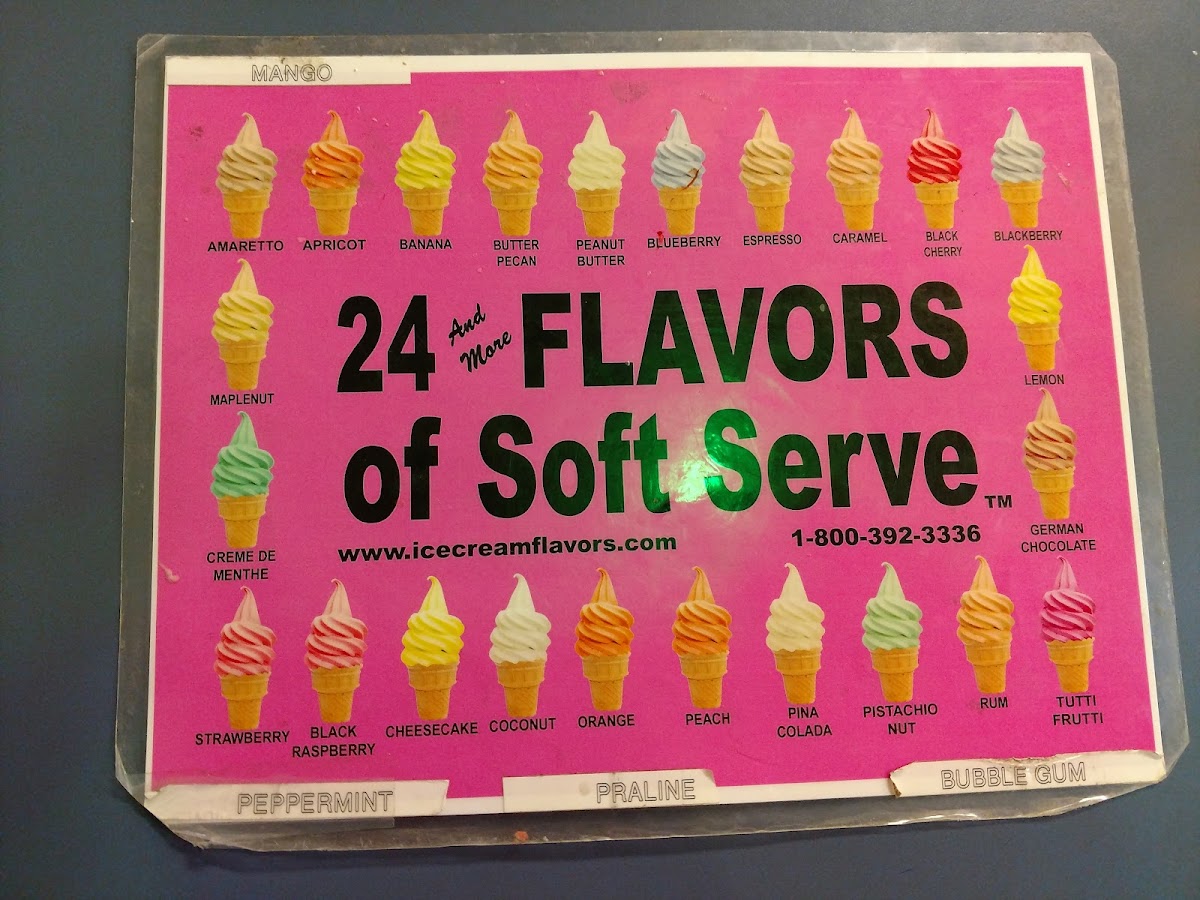 MANGO
AMARETTO
APRICOT
BANANA
BUTTER
PECAN
PEANUT
BUTTER
BLUEBERRY
ESPRESSO
CARAMEL
BLACK
CHERRY
BLACKBERRY
MAPLENUT
24 And More FLAVORS
of Soft Serve TM
www.icecreamflavors.com
1-800-392-3336
LEMON
CREME DE
MENTHE
GERMAN
CHOCOLATE
STRAWBERRY
BLACK
RASPBERRY
CHEESECAKE
COCONUT
ORANGE
PEACH
PINA
COLADA
PISTACHIO
NUT
RUM
TUTTI
FRUTTI
PEPPERMINT
PRALINE
BUBBLE GUM